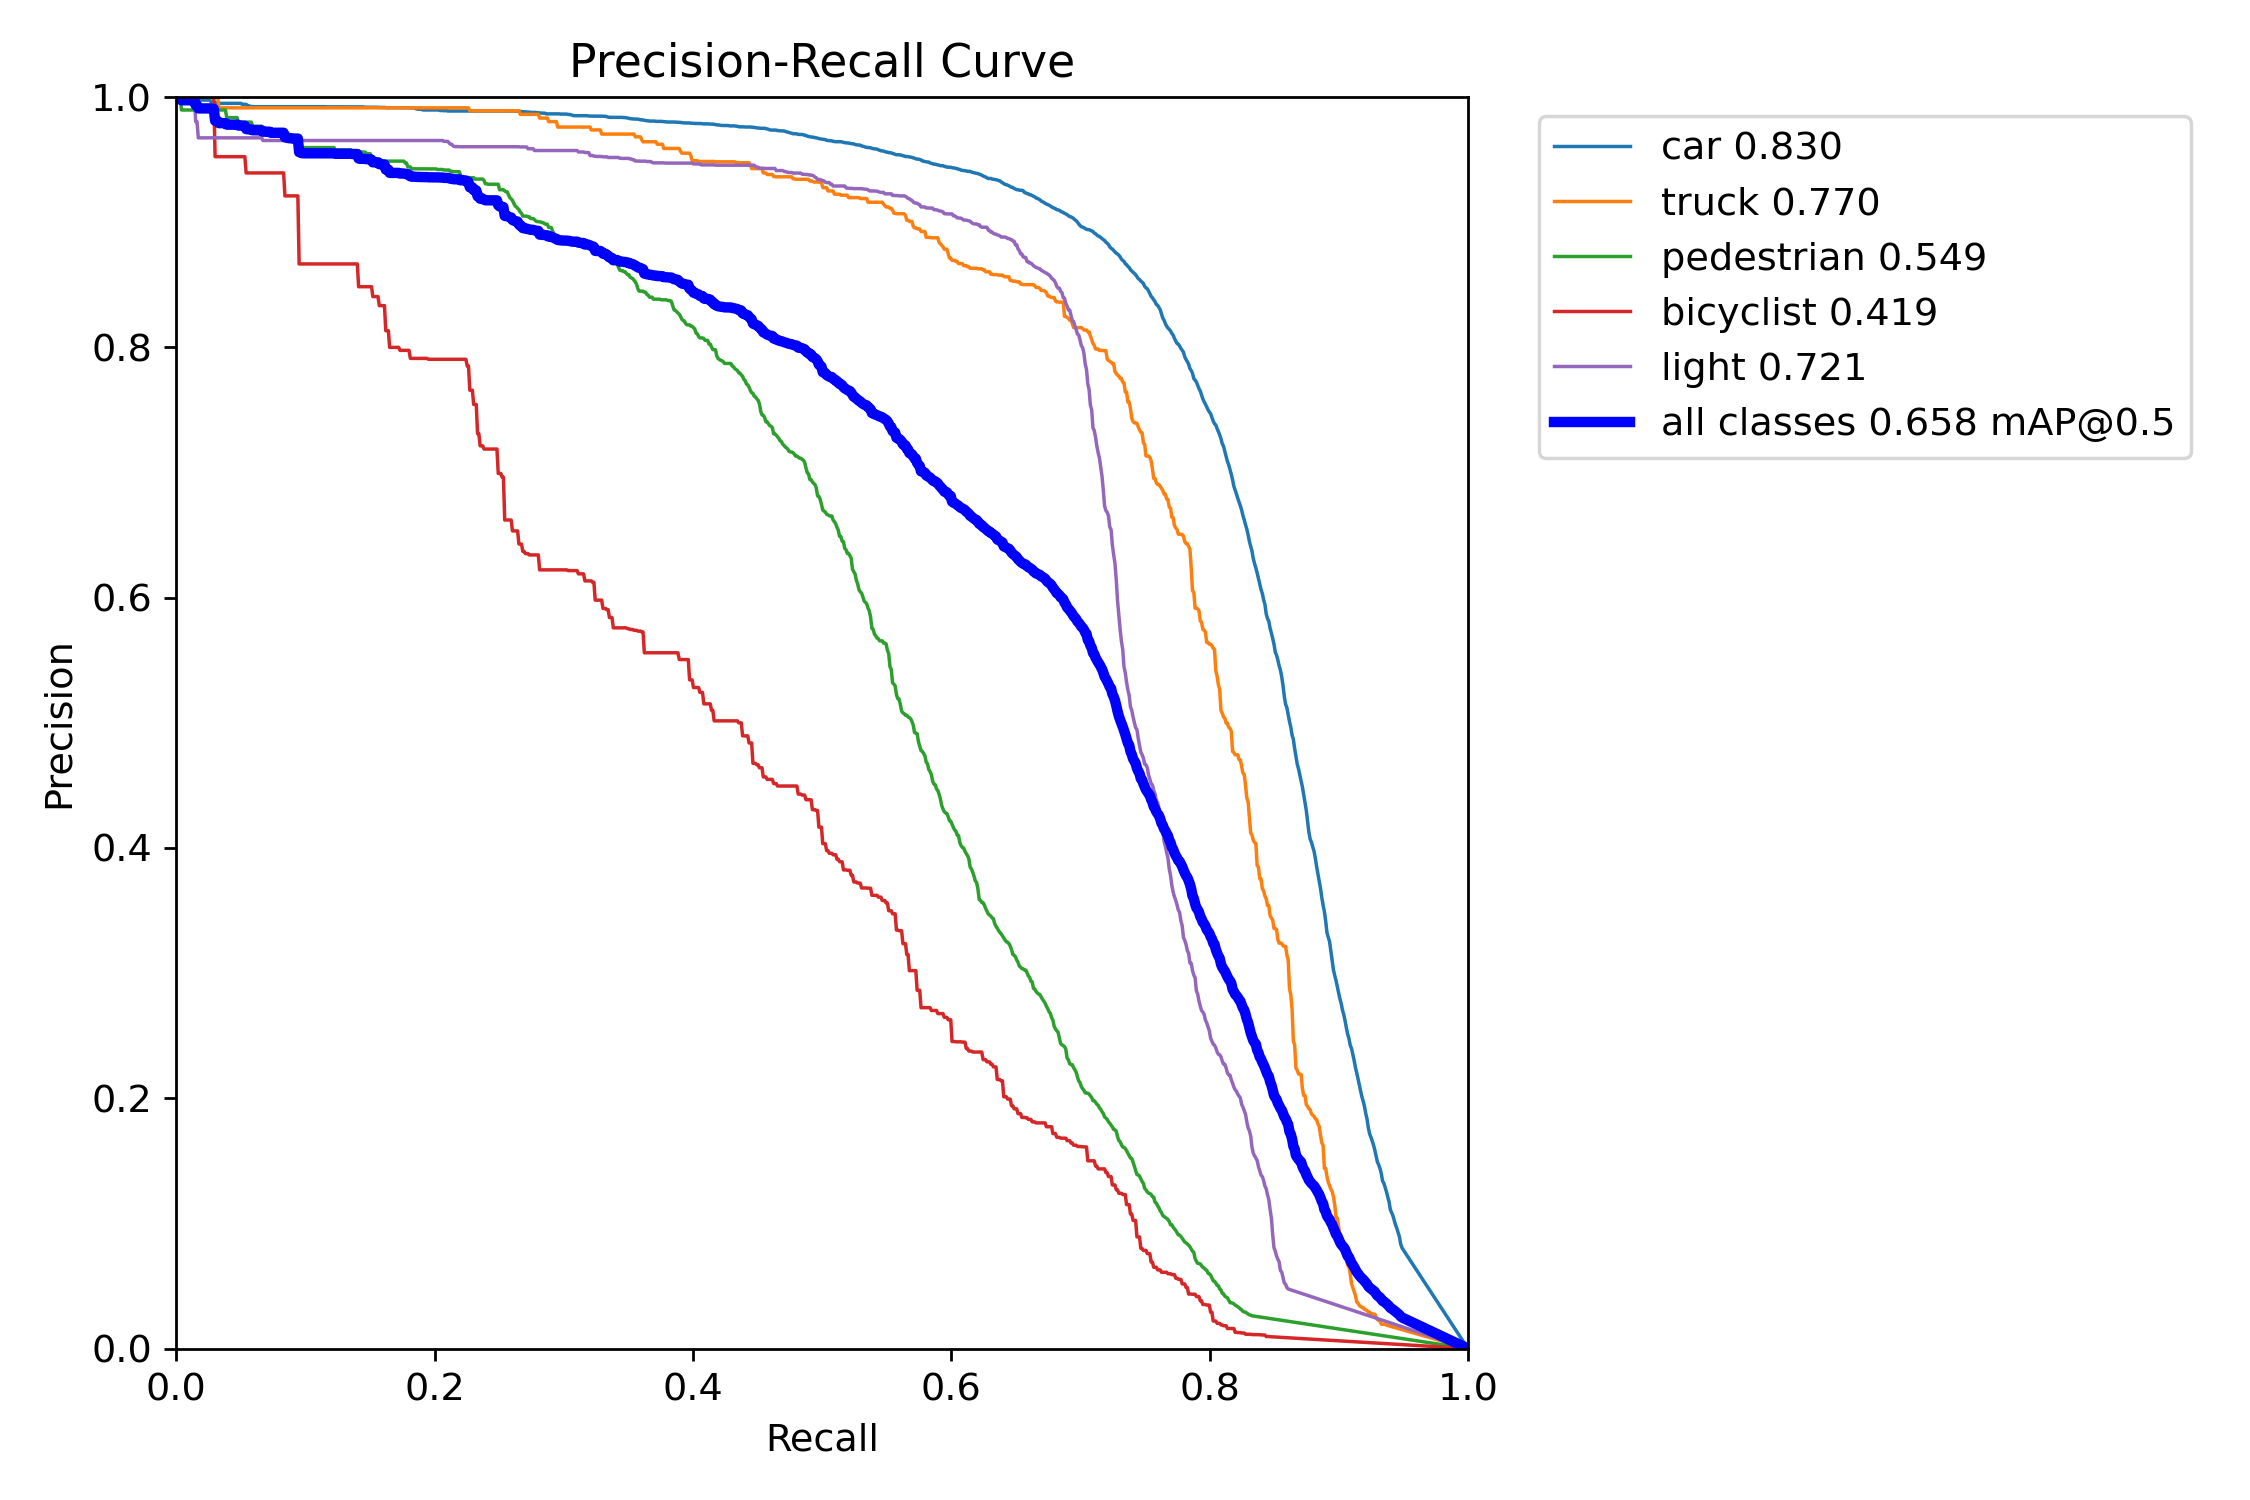 Precision-Recall Curve
1.0
0.8
0.6
0.4
0.2
0.0
Precision
0.0 0.2 0.4 0.6 0.8 1.0
Recall
car 0.830
truck 0.770
pedestrian 0.549
bicyclist 0.419
light 0.721
all classes 0.658 mAP@0.5